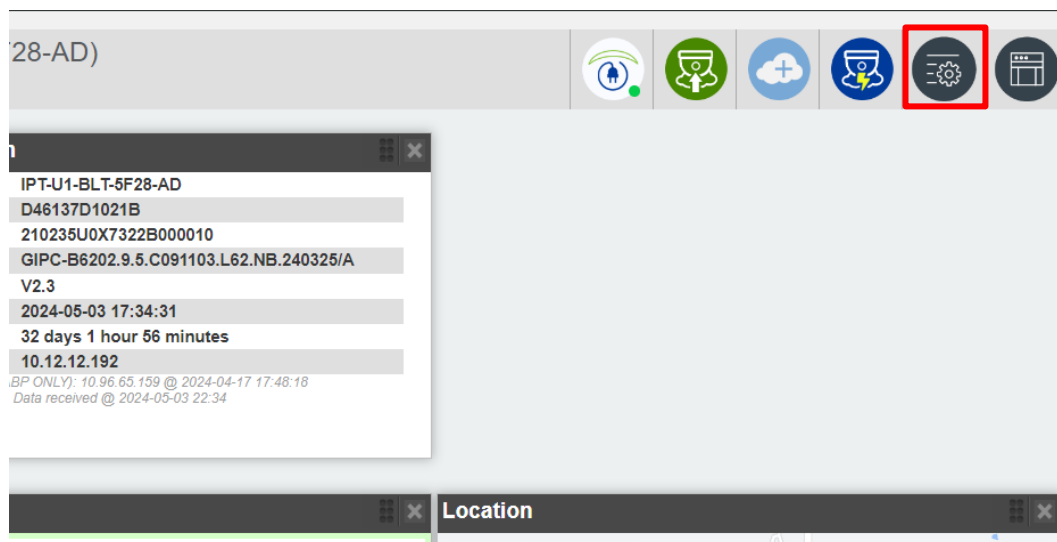 28-AD)
IPT-U1-BLT-5F28-AD
D46137D1021B
210235U0X7322B000010
GIPC-B6202.9.5.C091103.L62.NB.240325/A
V2.3
2024-05-03 17:34:31
32 days 1 hour 56 minutes
10.12.12.192
BP ONLY): 10.96.65.159 @ 2024-04-17 17:48:18
Data received @ 2024-05-03 22:34
Location